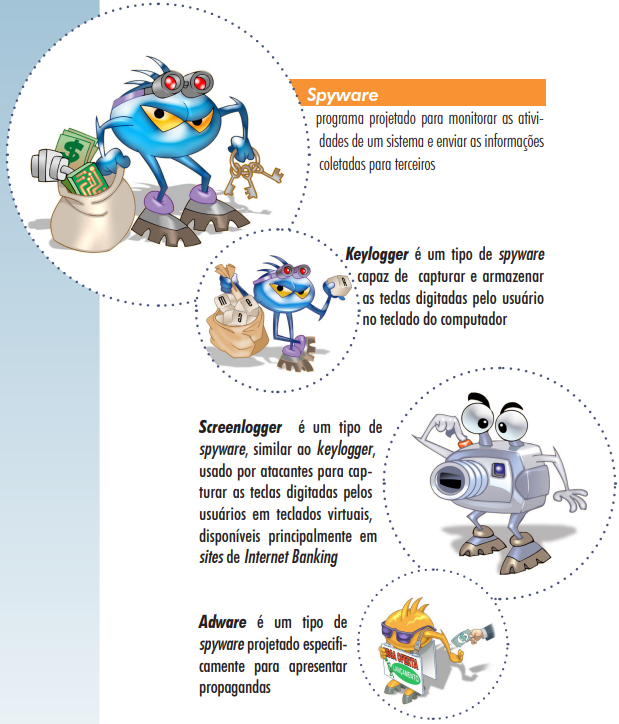 Spyware
programa projetado para monitorar as ativi-
dades de um sistema e enviar as informações
coletadas para terceiros
Keylogger é um tipo de spyware
capaz de capturar e armazenar
as teclas digitadas pelo usuário
no teclado do computador
Screenlogger é um tipo de
spyware, similar ao keylogger,
usado por atacantes para cap-
turar as teclas digitadas pelos
usuários em teclados virtuais,
disponíveis principalmente em
sites de Internet Banking
Adware é um tipo de
spyware projetado especifi-
camente para apresentar
propagandas
BOA OFERTA
LANÇAMENTO